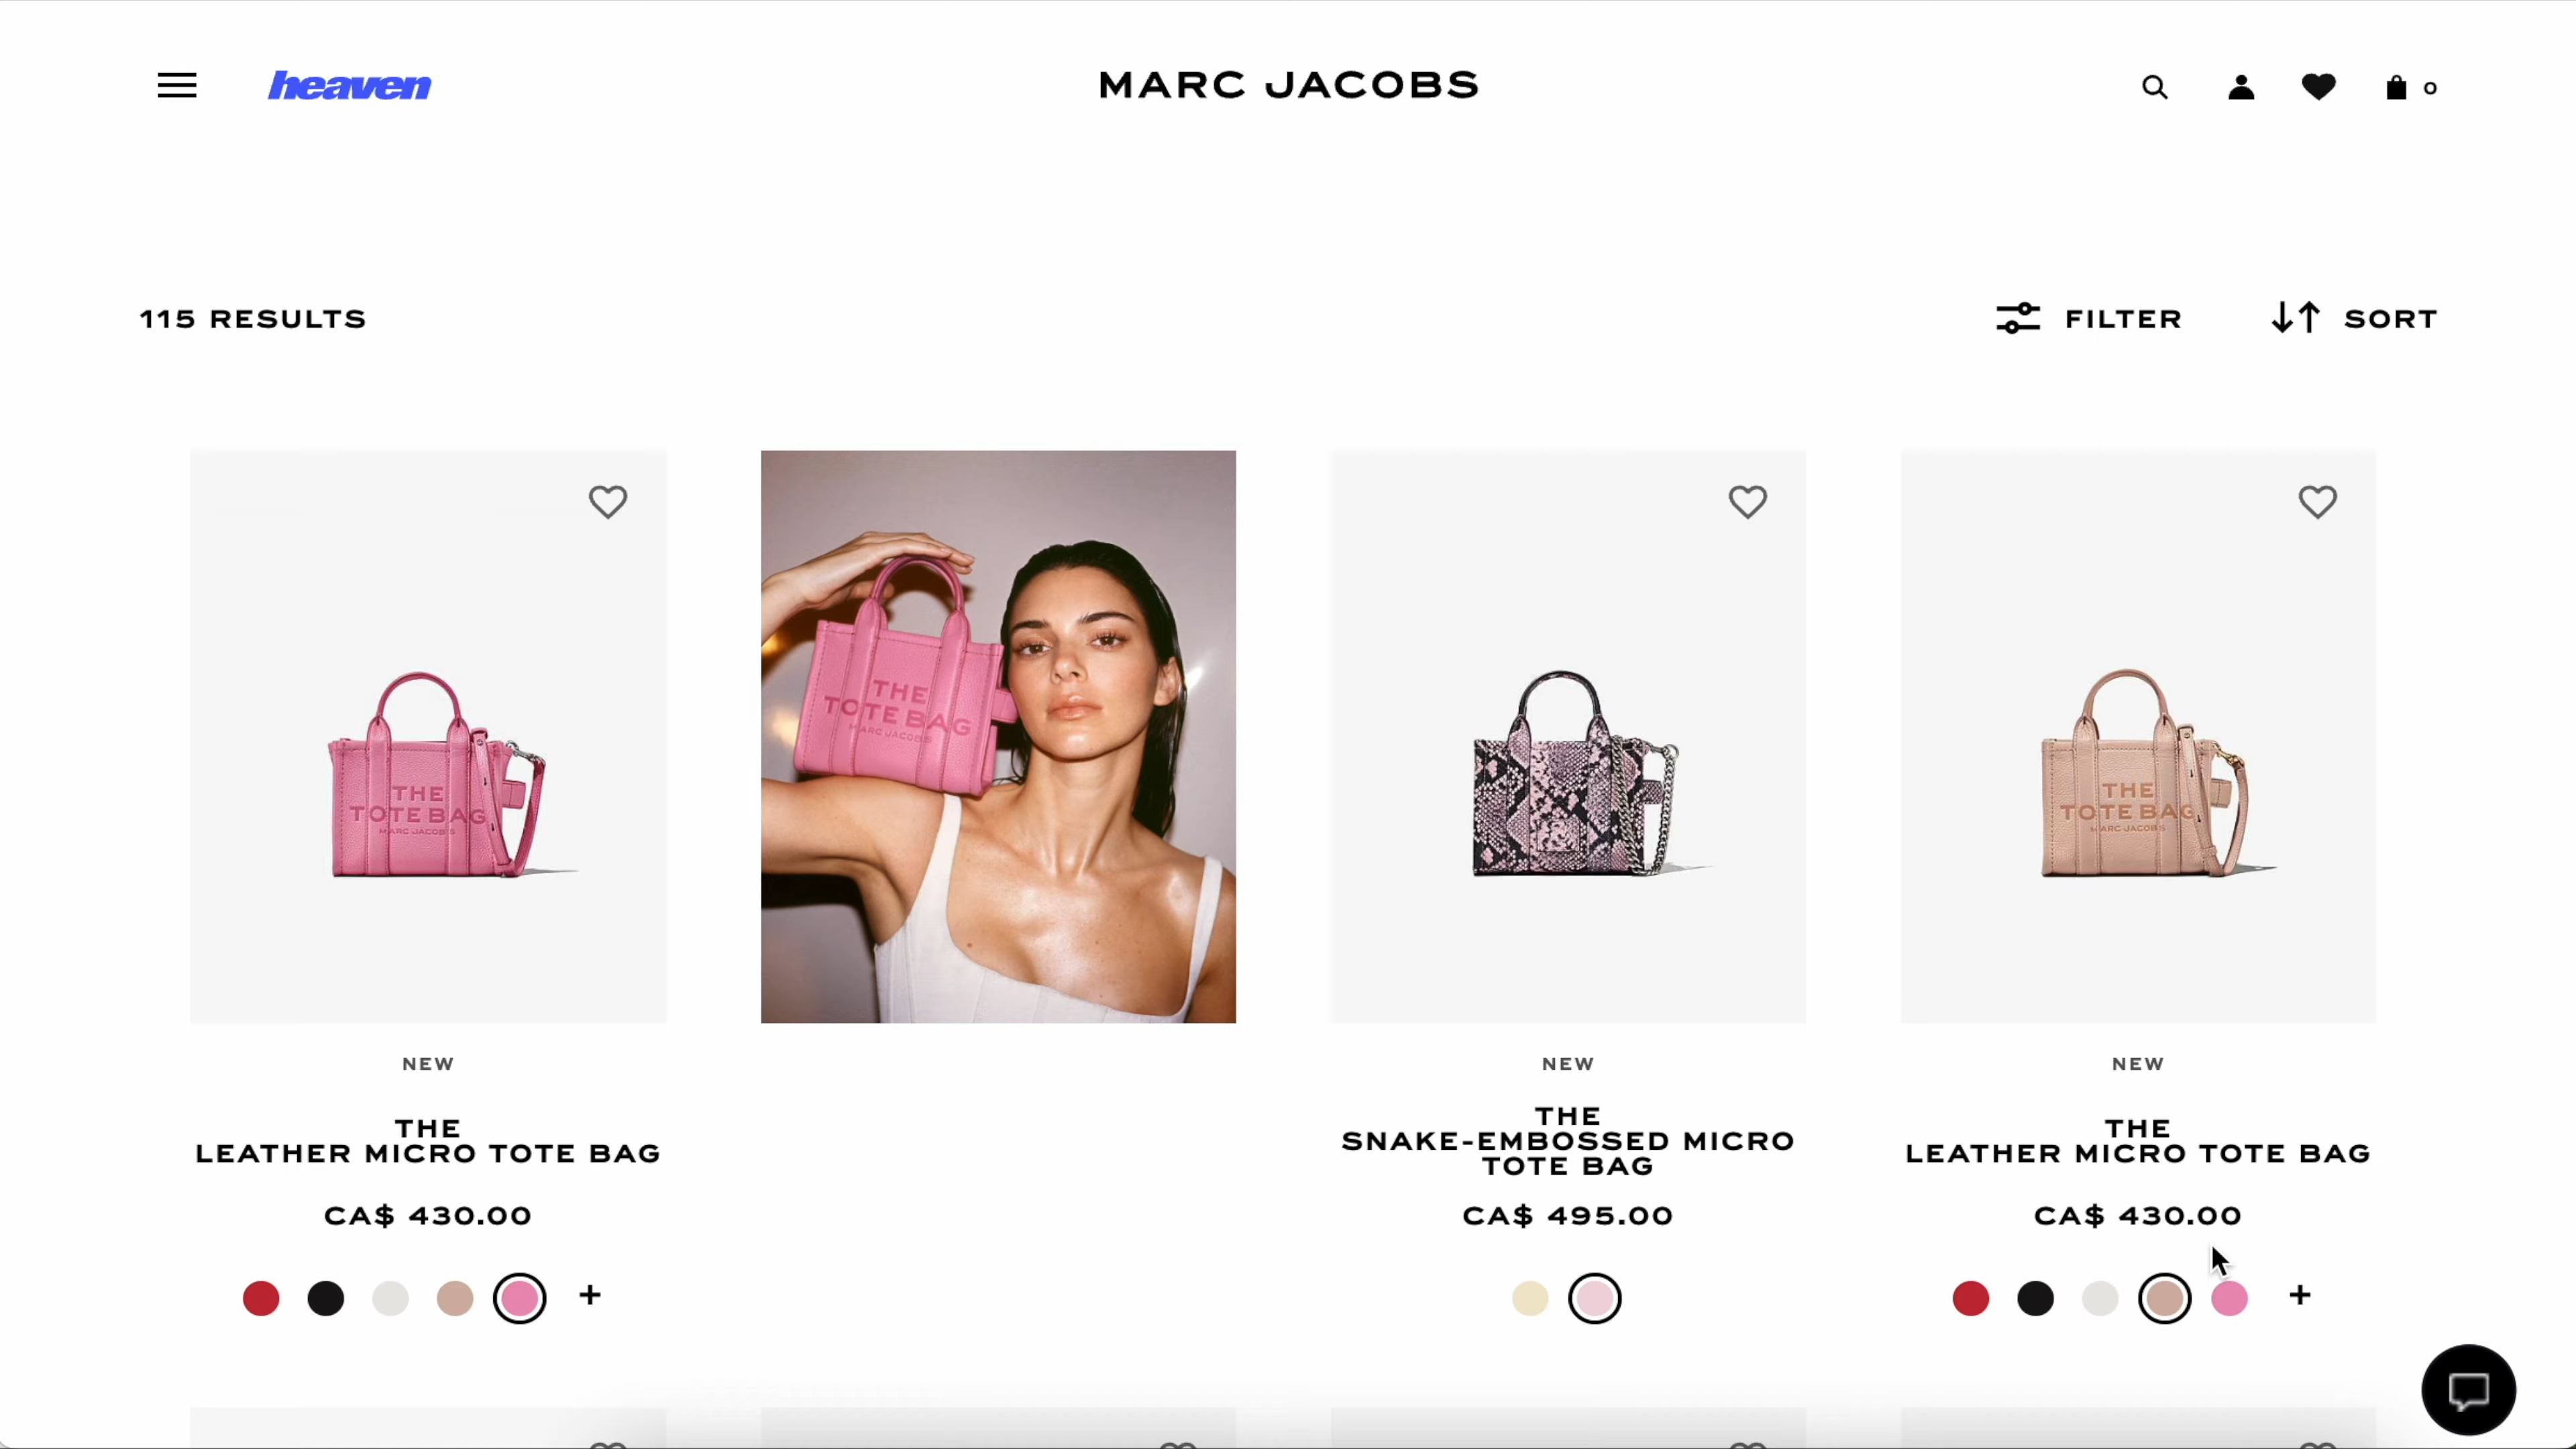 heaven
MARC JACOBS
0
115 RESULTS
FILTER
SORT
THE
TOTE BAG
MARC JACOBS
THE
TOTE BAG
MARC JACOBS
THE
TOTE BAG
MARC JACOBS
NEW
THE
LEATHER MICRO TOTE BAG
CA$ 430.00
+
NEW
THE
SNAKE-EMBOSSED MICRO
TOTE BAG
CA$ 495.00
NEW
THE
LEATHER MICRO TOTE BAG
CA$ 430.00
+